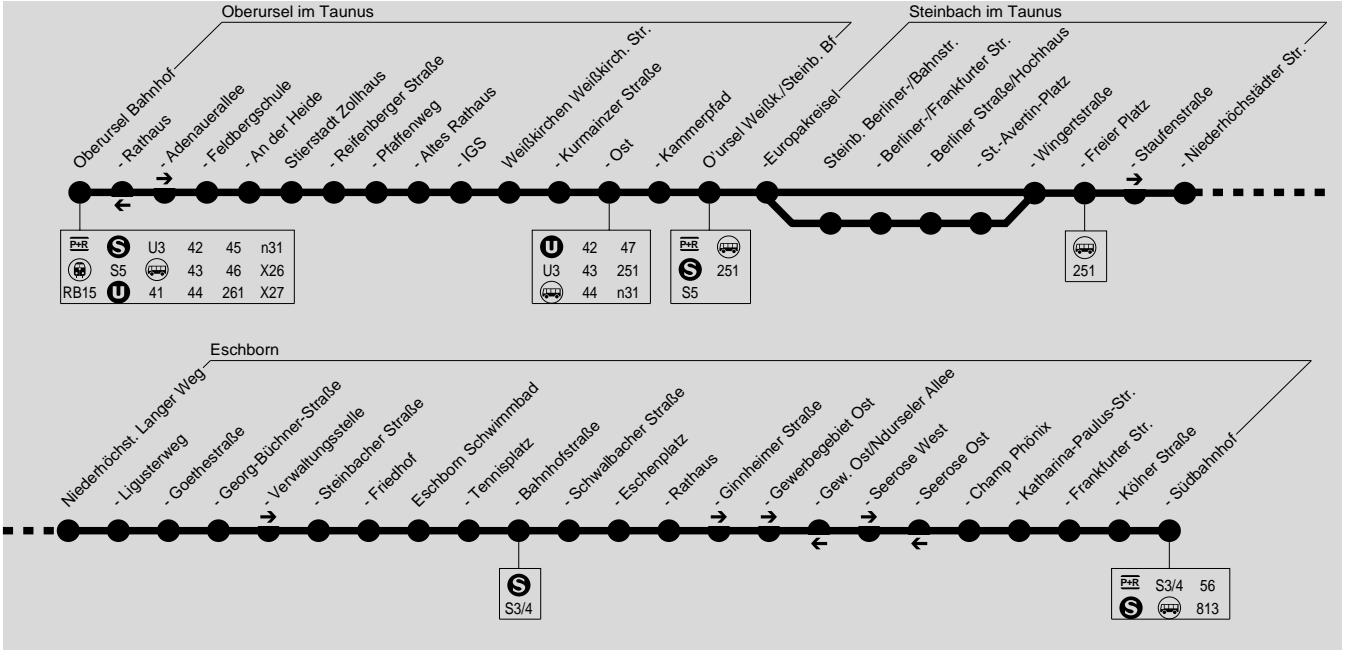 Oberursel im Taunus
Steinbach im Taunus
Oberursel Bahnhof
- Rathaus
- Adenauerallee
- Feldbergschule
- An der Heide
Stierstadt Zollhaus
- Reifenberger Straße
- Pfaffenweg
- Altes Rathaus
- IGS
Weißkirchen Weißkirch. Str.
- Kurmainzer Straße
- Ost
- Kammerpfad
O'ursel Weißk./Steinb. Bf
-Europakreisel
Steinb. Berliner-/Bahnstr.
- Berliner-/Frankfurter Str.
- Berliner Straße/Hochhaus
- St.-Avertin-Platz
- Wingertstraße
- Freier Platz
- Staufenstraße
- Niederhöchstädter Str.
P+R S U3 42 45 n31
S5 43 46 X26
RB15 U 41 44 261 X27
U 42 47
U3 43 251
44 n31
P+R
S 251
S5
251
Eschborn
Niederhöchst. Langer Weg
- Ligusterweg
- Goethestraße
- Georg-Büchner-Straße
- Verwaltungsstelle
- Steinbacher Straße
- Friedhof
Eschborn Schwimmbad
- Tennisplatz
- Bahnhofstraße
- Schwalbacher Straße
- Eschenplatz
- Rathaus
- Ginnheimer Straße
- Gewerbegebiet Ost
- Gew. Ost/Ndurseler Allee
- Seerose West
- Seerose Ost
- Champ Phönix
- Katharina-Paulus-Str.
- Frankfurter Str.
- Kölner Straße
- Südbahnhof
S
S3/4
P+R S3/4 56
S 813